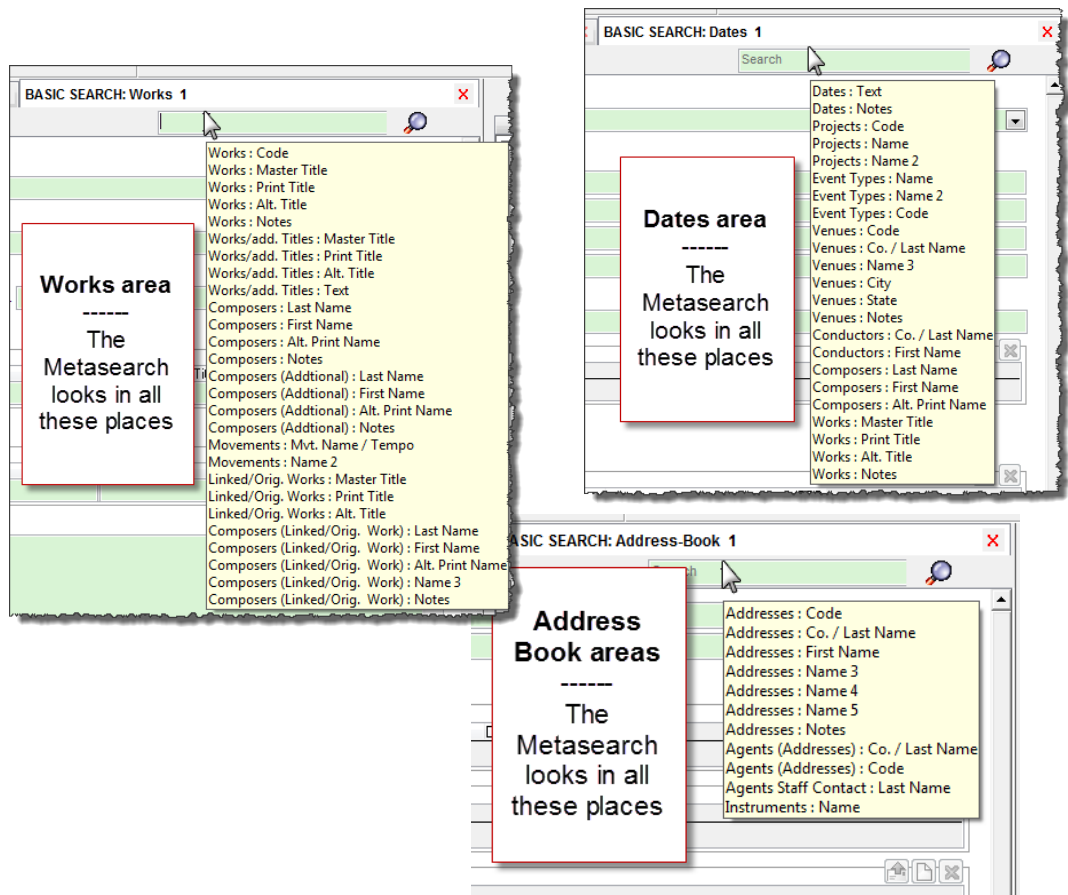 BASIC SEARCH: Works 1
Works : Code
Works : Master Title
Works : Print Title
Works : Alt. Title
Works : Notes
Works/add. Titles : Master Title
Works/add. Titles : Print Title
Works/add. Titles : Alt. Title
Works/add. Titles : Text
Composers : Last Name
Composers : First Name
Composers : Alt. Print Name
Composers : Notes
Composers (Addtional) : Last Name
Composers (Addtional) : First Name
Composers (Addtional) : Alt. Print Name
Composers (Addtional) : Notes
Movements : Mvt. Name / Tempo
Movements : Name 2
Linked/Orig. Works : Master Title
Linked/Orig. Works : Print Title
Linked/Orig. Works : Alt. Title
Composers (Linked/Orig. Work) : Last Name
Composers (Linked/Orig. Work) : First Name
Composers (Linked/Orig. Work) : Alt. Print Name
Composers (Linked/Orig. Work) : Name 3
Composers (Linked/Orig. Work) : Notes
Works area
------
The
Metasearch
looks in all
these places
BASIC SEARCH: Dates 1
Search
Dates : Text
Dates : Notes
Projects : Code
Projects : Name
Projects : Name 2
Event Types : Name
Event Types : Name 2
Event Types : Code
Venues : Code
Venues : Co. / Last Name
Venues : Name 3
Venues : City
Venues : State
Venues : Notes
Conductors : Co. / Last Name
Conductors : First Name
Composers : Last Name
Composers : First Name
Composers : Alt. Print Name
Works : Master Title
Works : Print Title
Works : Alt. Title
Works : Notes
Dates area
------
The
Metasearch
looks in all
these places
BASIC SEARCH: Address-Book 1
Addresses : Code
Addresses : Co. / Last Name
Addresses : First Name
Addresses : Name 3
Addresses : Name 4
Addresses : Name 5
Addresses : Notes
Agents (Addresses) : Co. / Last Name
Agents (Addresses) : Code
Agents Staff Contact : Last Name
Instruments : Name
Address
Book areas
------
The
Metasearch
looks in all
these places